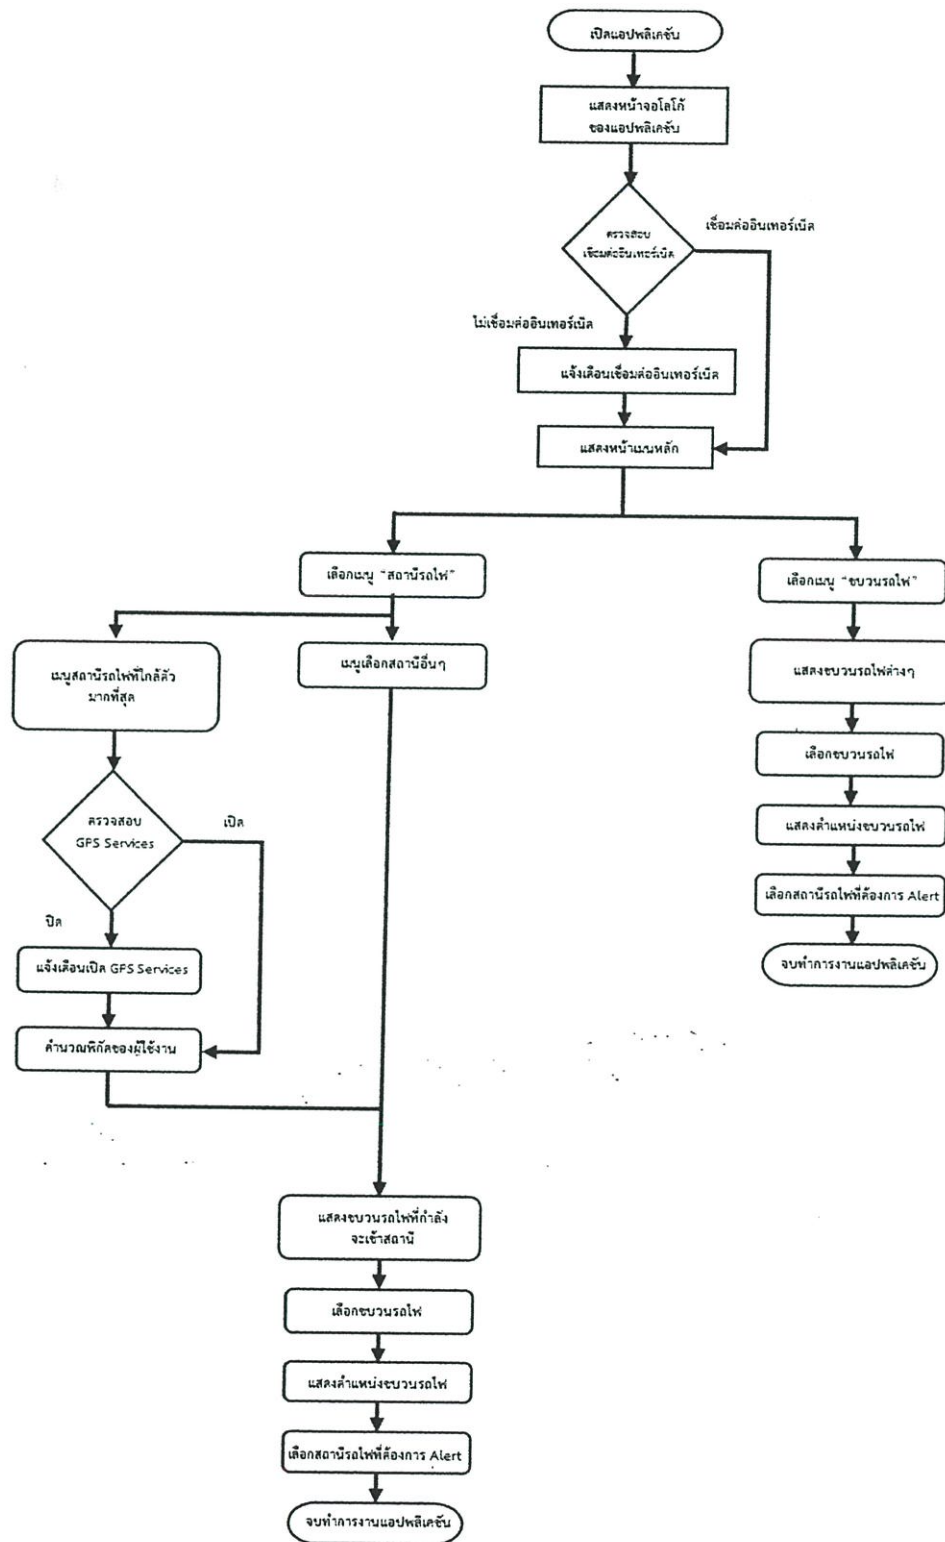 เปิดแอปพลิเคชัน
แสดงหน้าจอโลโก้
ของแอปพลิเคชัน
ตรวจสอบ
เชื่อมต่ออินเทอร์เน็ต
เชื่อมต่ออินเทอร์เน็ต
ไม่เชื่อมต่ออินเทอร์เน็ต
แจ้งเตือนเชื่อมต่ออินเทอร์เน็ต
แสดงหน้าเมนหลัก
เลือกเมนู "สถานีรถไฟ"
เมนูสถานีรถไฟที่ใกล้ตัว
มากที่สุด
เมนูเลือกสถานีอื่นๆ
ตรวจสอบ
GPS Services
เปิด
ปิด
แจ้งเตือนเปิด GPS Services
คำนวณพิกัดของผู้ใช้งาน
แสดงขบวนรถไฟที่กำลัง
จะเข้าสถานี
เลือกขบวนรถไฟ
แสดงตำแหน่งขบวนรถไฟ
เลือกสถานีรถไฟที่ต้องการ Alert
จบทำการงานแอปพลิเคชัน
เลือกเมนู "ขบวนรถไฟ"
แสดงขบวนรถไฟต่างๆ
เลือกขบวนรถไฟ
แสดงตำแหน่งขบวนรถไฟ
เลือกสถานีรถไฟที่ต้องการ Alert
จบทำการงานแอปพลิเคชัน